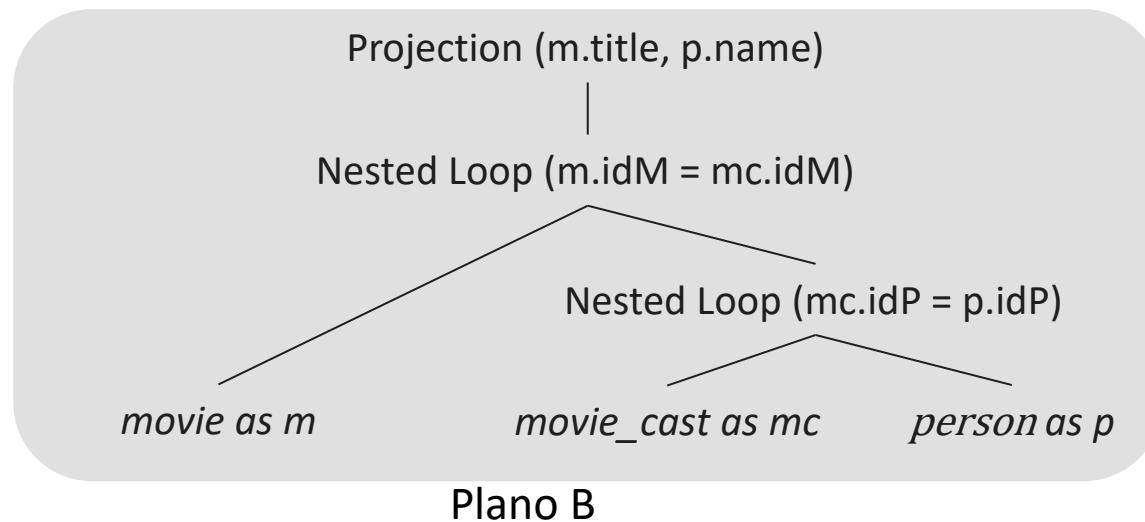 Projection (m.title, p.name)
Nested Loop (m.idM = mc.idM)
Nested Loop (mc.idP = p.idP)
movie as m movie_cast as mc person as p
Plano B